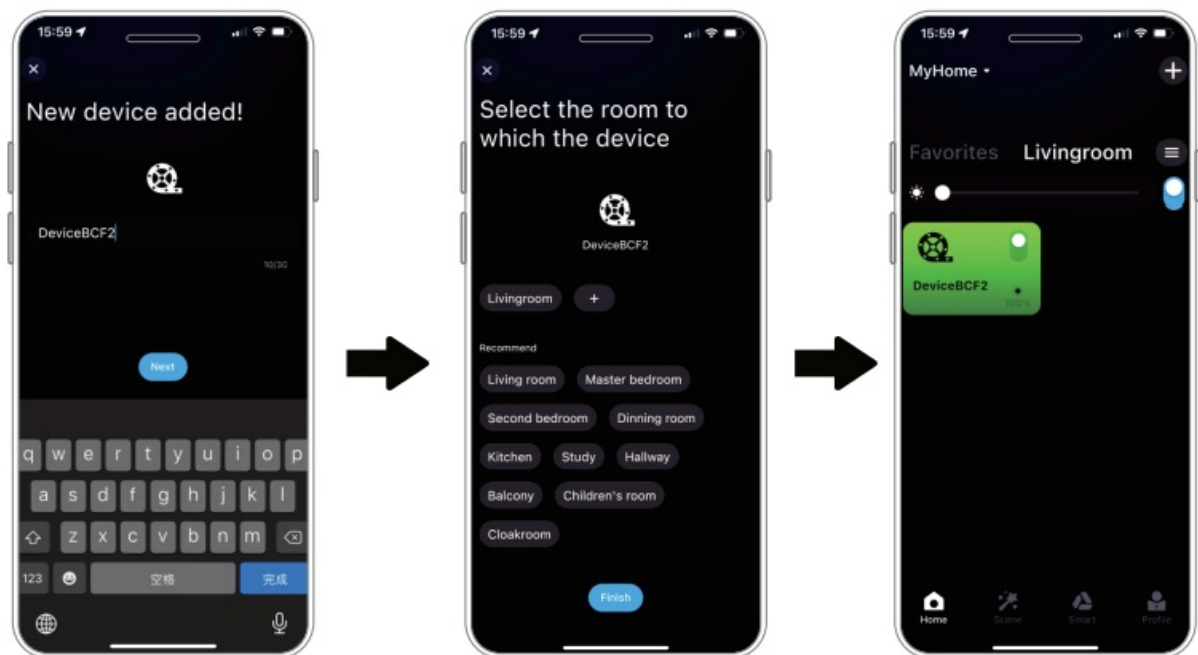 15:59
New device added!
DeviceBCF2
10/30
Next
q w e r t y u i o p
a s d f g h j k l
z x c v b n m
123 空格 完成
15:59
Select the room to
which the device
DeviceBCF2
Livingroom +
Recommend
Living room Master bedroom
Second bedroom Dinning room
Kitchen Study Hallway
Balcony Children's room
Cloakroom
Finish
15:59
MyHome
Favorites Livingroom
DeviceBCF2
100%
Home Scene Smart Profile